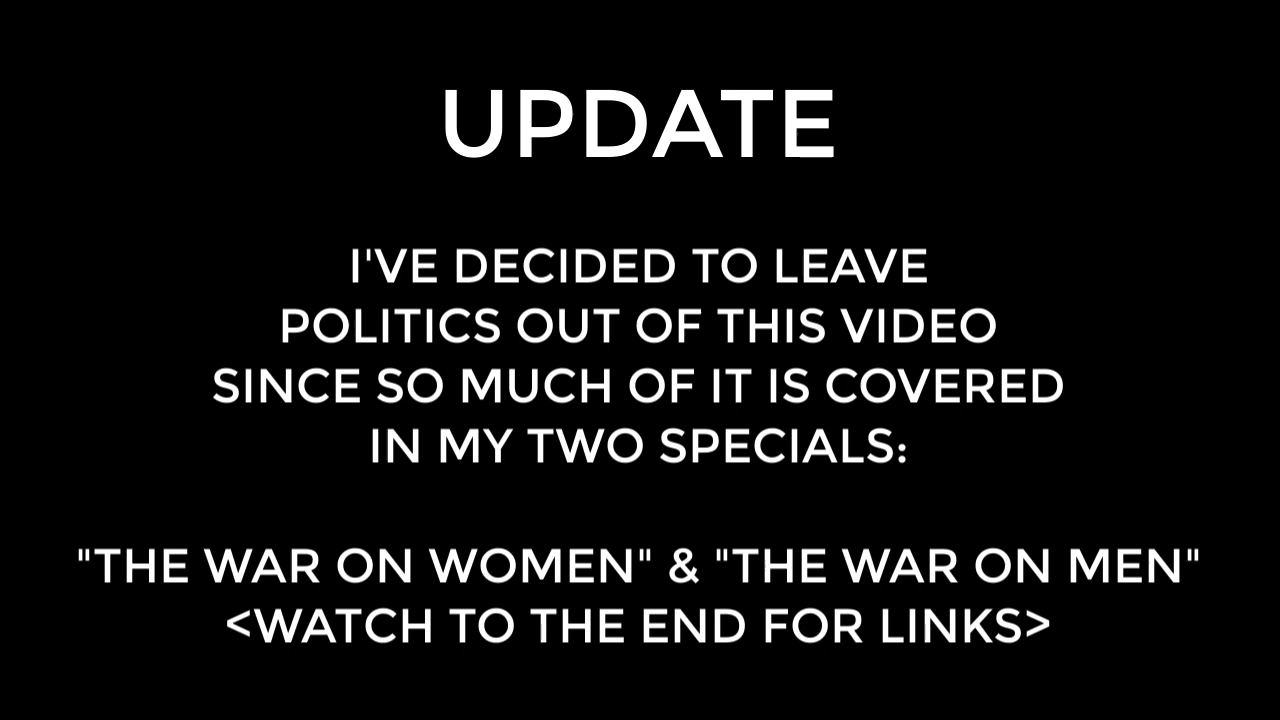 UPDATE
I'VE DECIDED TO LEAVE
POLITICS OUT OF THIS VIDEO
SINCE SO MUCH OF IT IS COVERED
IN MY TWO SPECIALS:
"THE WAR ON WOMEN" & "THE WAR ON MEN"
<WATCH TO THE END FOR LINKS>